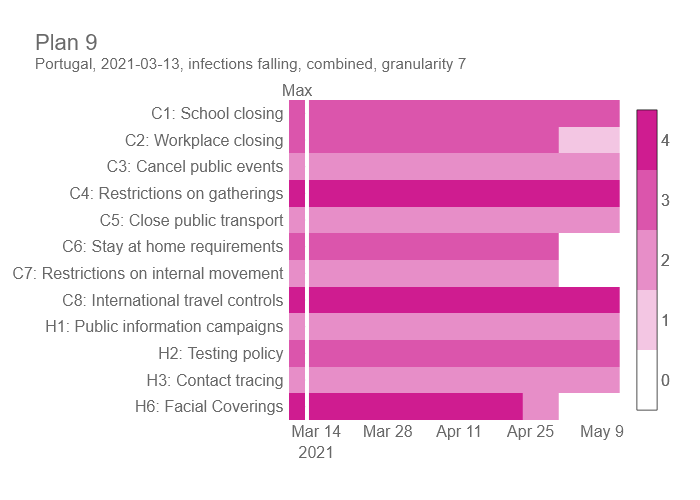 Plan 9
Portugal, 2021-03-13, infections falling, combined, granularity 7
Max
C1: School closing
C2: Workplace closing
C3: Cancel public events
C4: Restrictions on gatherings
C5: Close public transport
C6: Stay at home requirements
C7: Restrictions on internal movement
C8: International travel controls
H1: Public information campaigns
H2: Testing policy
H3: Contact tracing
H6: Facial Coverings
Mar 14 Mar 28 Apr 11 Apr 25 May 9
2021
4
3
2
1
0